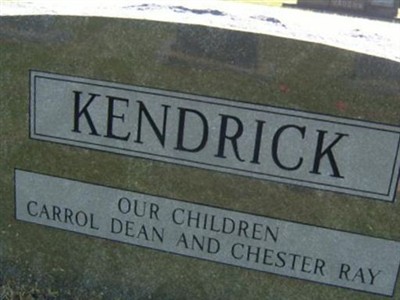 KENDRICK
OUR CHILDREN
CARROL DEAN AND CHESTER RAY